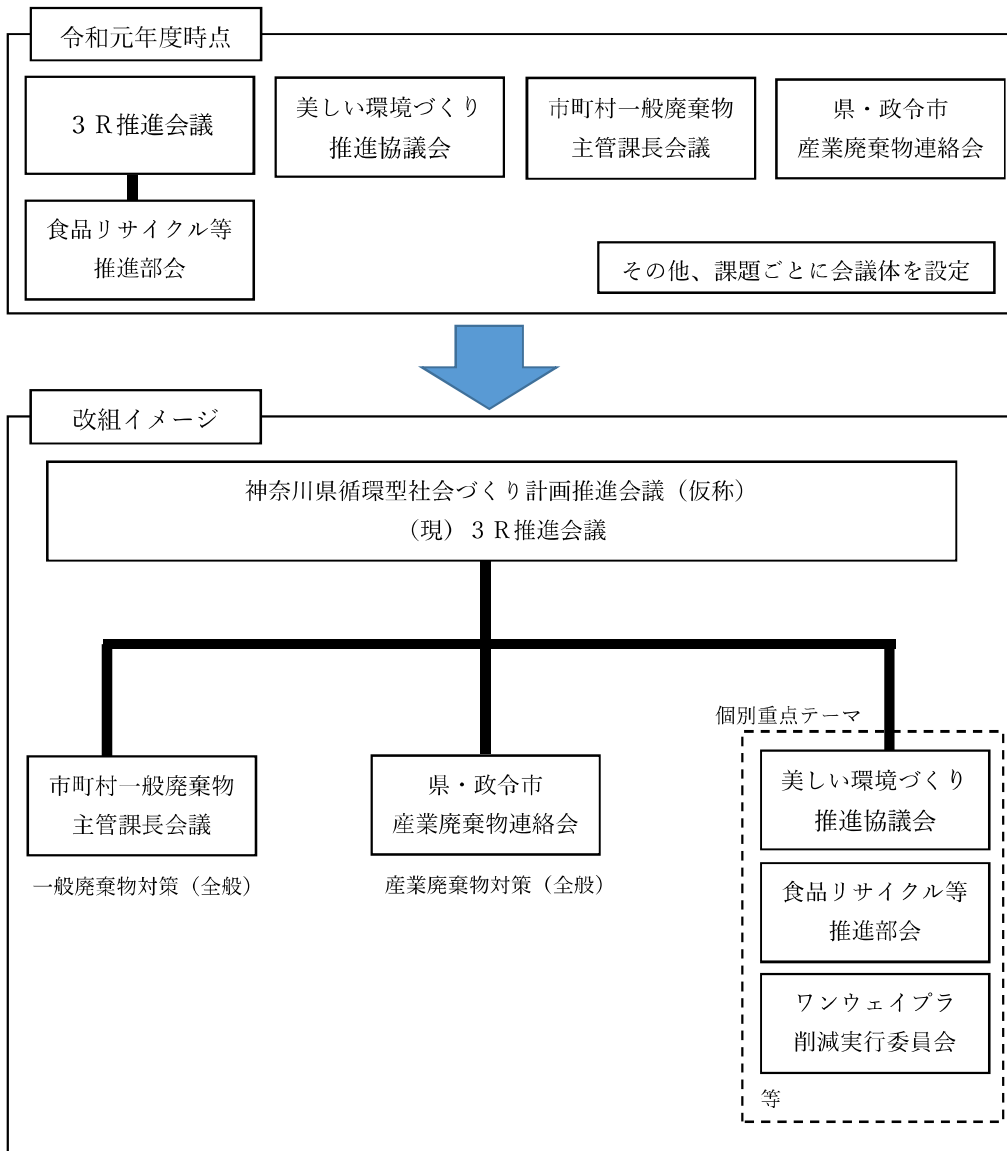 令和元年度時点
３Ｒ推進会議
美しい環境づくり
推進協議会
市町村一般廃棄物
主管課長会議
県・政令市
産業廃棄物連絡会
食品リサイクル等
推進部会
その他、課題ごとに会議体を設定
改組イメージ
神奈川県循環型社会づくり計画推進会議（仮称）
（現）３Ｒ推進会議
市町村一般廃棄物
主管課長会議
一般廃棄物対策（全般）
県・政令市
産業廃棄物連絡会
産業廃棄物対策（全般）
個別重点テーマ
美しい環境づくり
推進協議会
食品リサイクル等
推進部会
ワンウェイプラ
削減実行委員会
等